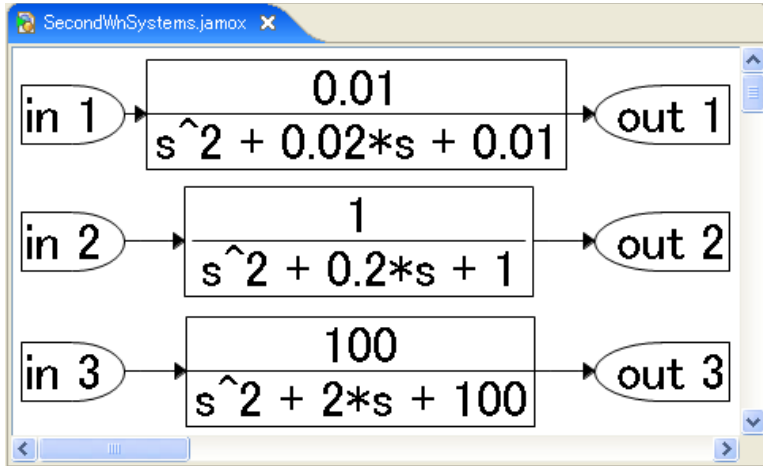 SecondWnSystems.jamox
in 1
0.01
s^2 + 0.02*s + 0.01
out 1
in 2
1
s^2 + 0.2*s + 1
out 2
in 3
100
s^2 + 2*s + 100
out 3